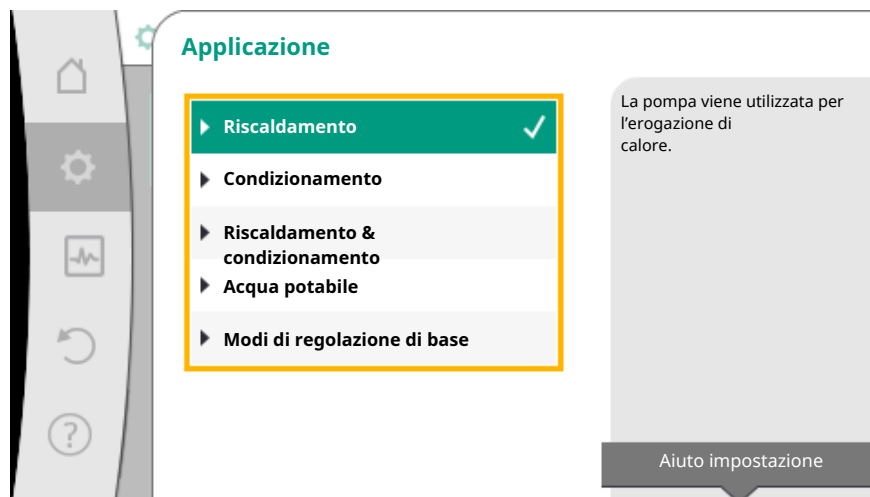 Applicazione
Riscaldamento
Condizionamento
Riscaldamento &
condizionamento
Acqua potabile
Modi di regolazione di base
La pompa viene utilizzata per
l'erogazione di
calore.
Aiuto impostazione
?